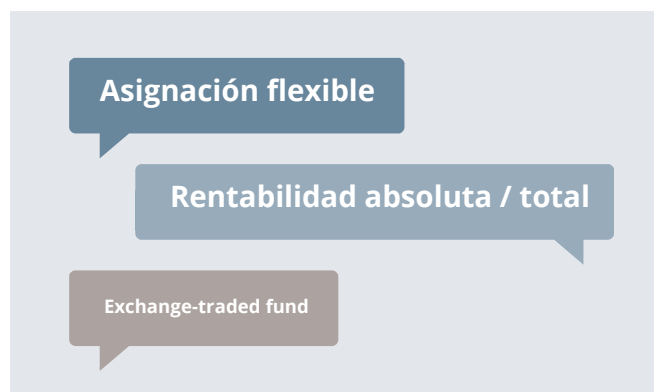 Asignación flexible
Rentabilidad absoluta / total
Exchange-traded fund